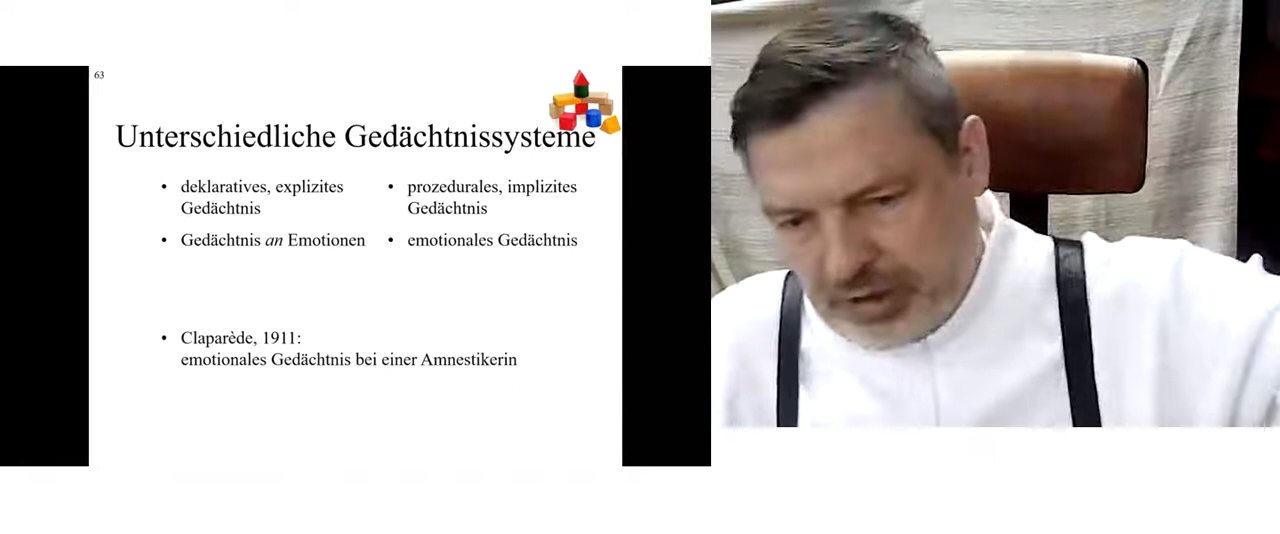 63
Unterschiedliche Gedächtnissysteme
• deklaratives, explizites
Gedächtnis
• Gedächtnis an Emotionen
• prozedurales, implizites
Gedächtnis
• emotionales Gedächtnis
• Claparède, 1911:
emotionales Gedächtnis bei einer Amnestikerin